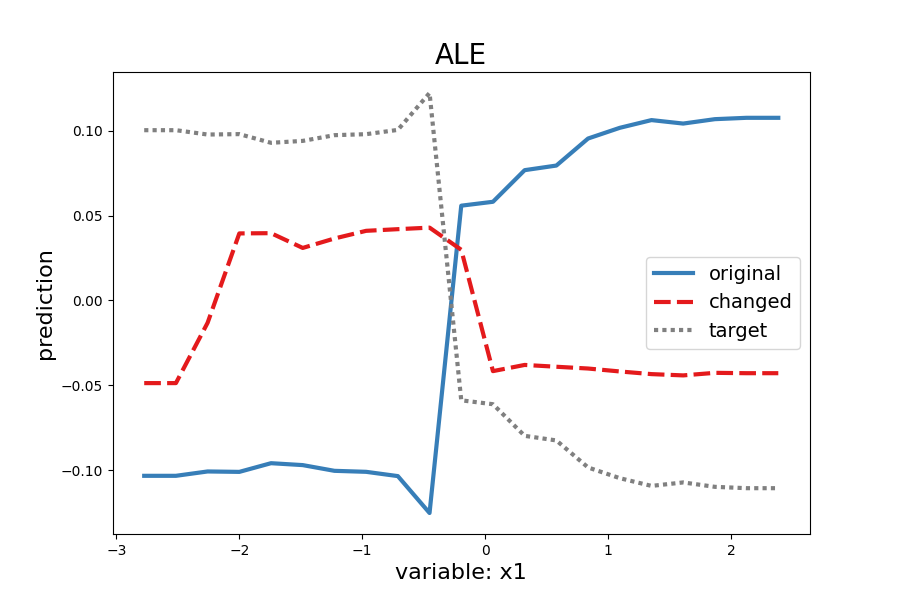 ALE
prediction
0.10
0.05
0.00
−0.05
−0.10
original
changed
target
−3
−2
−1
0
1
2
variable: x1